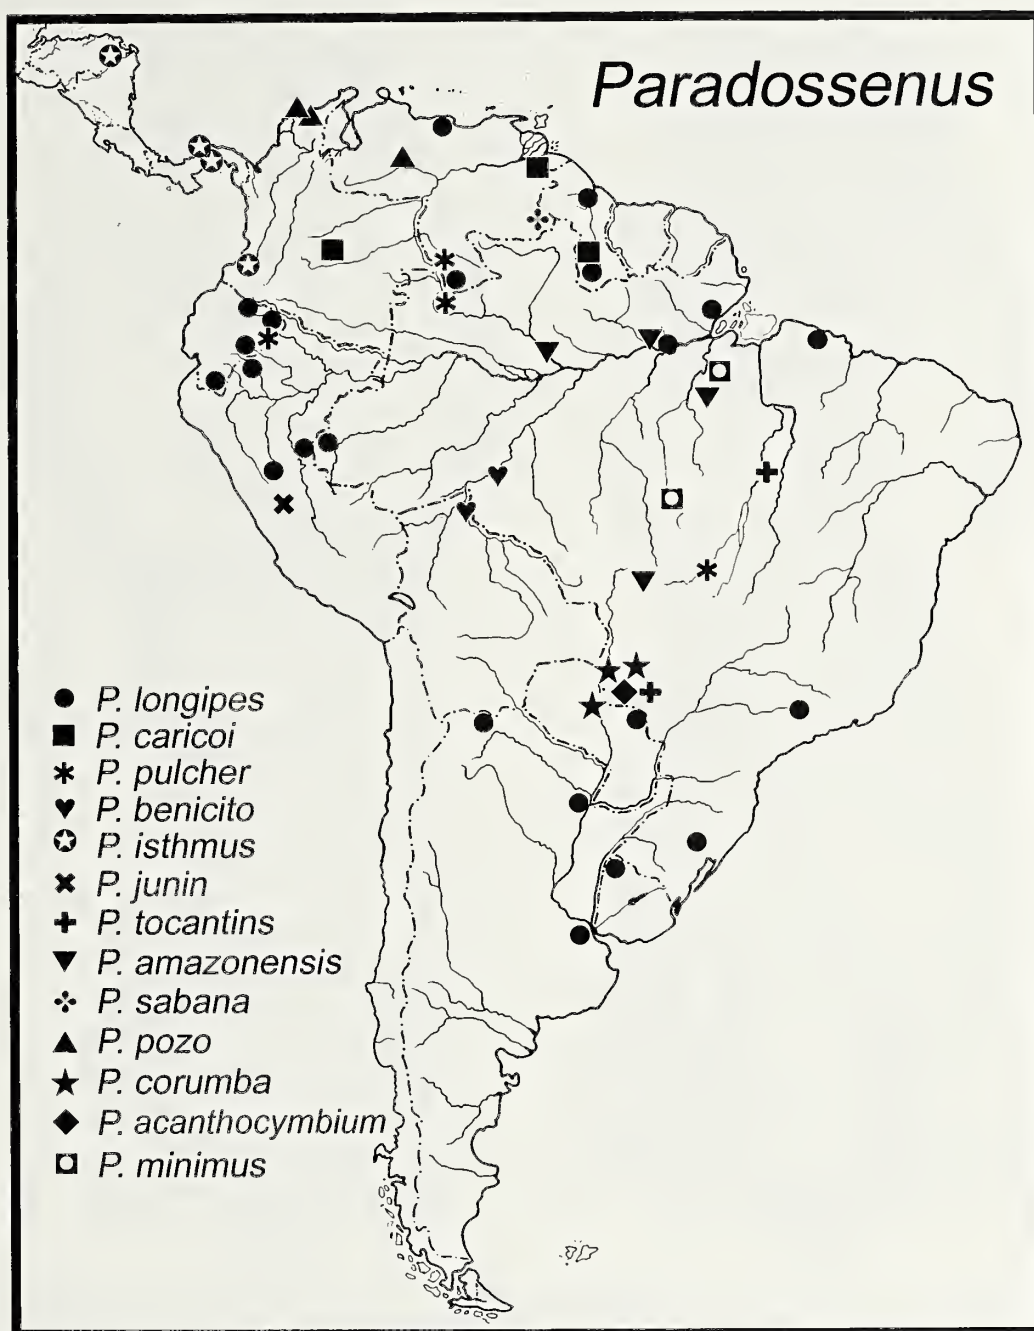 Paradossenus
P. longipes
P. caricoi
P. pulcher
P. benicito
P. isthmus
P. junin
P. tocantins
P. amazonensis
P. sabana
P. pozo
P. corumba
P. acanthocymbium
P. minimus